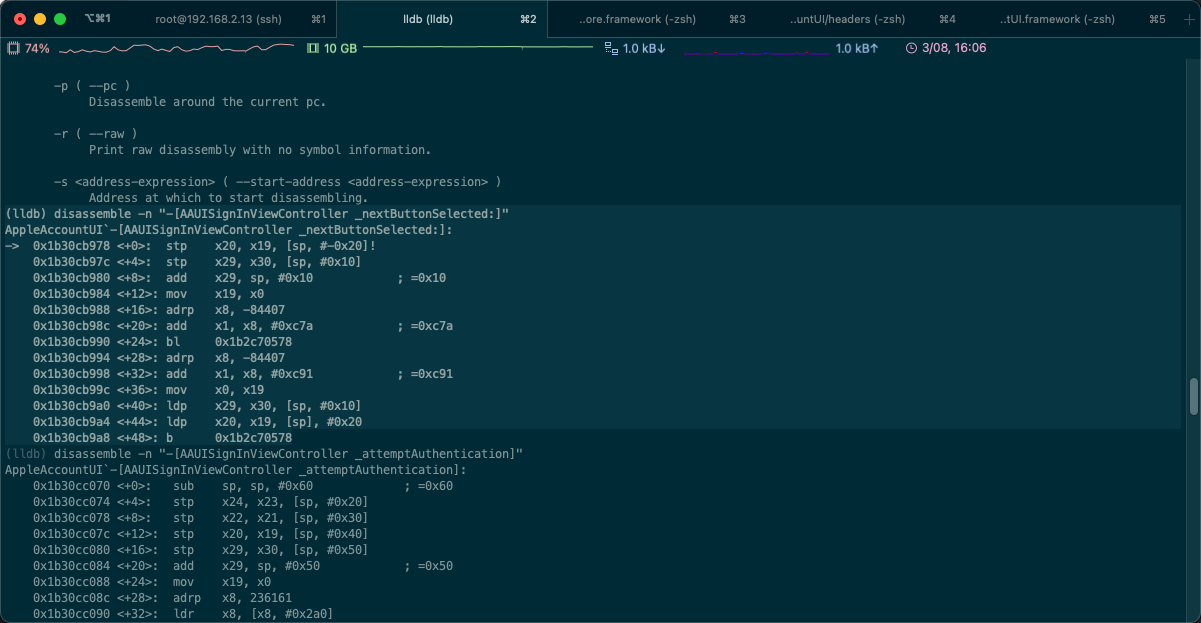 ⌥⌘1
root@192.168.2.13 (ssh) ⌘1
lldb (lldb) ⌘2
..ore.framework (-zsh) ⌘3
..untUI/headers (-zsh) ⌘4
..tUI.framework (-zsh) ⌘5
74% 10 GB 1.0 kB↓ 1.0 kB↑ 3/08, 16:06
-p ( --pc )
Disassemble around the current pc.
-r ( --raw )
Print raw disassembly with no symbol information.
-s <address-expression> ( --start-address <address-expression> )
Address at which to start disassembling.
(lldb) disassemble -n "-[AAUISignInViewController _nextButtonSelected:]"
AppleAccountUI`-[AAUISignInViewController _nextButtonSelected:]:
-> 0x1b30cb978 <+0>: stp x20, x19, [sp, #-0x20]!
0x1b30cb97c <+4>: stp x29, x30, [sp, #0x10]
0x1b30cb980 <+8>: add x29, sp, #0x10 ; =0x10
0x1b30cb984 <+12>: mov x19, x0
0x1b30cb988 <+16>: adrp x8, -84407
0x1b30cb98c <+20>: add x1, x8, #0xc7a ; =0xc7a
0x1b30cb990 <+24>: bl 0x1b2c70578
0x1b30cb994 <+28>: adrp x8, -84407
0x1b30cb998 <+32>: add x1, x8, #0xc91 ; =0xc91
0x1b30cb99c <+36>: mov x0, x19
0x1b30cb9a0 <+40>: ldp x29, x30, [sp, #0x10]
0x1b30cb9a4 <+44>: ldp x20, x19, [sp], #0x20
0x1b30cb9a8 <+48>: b 0x1b2c70578
(lldb) disassemble -n "-[AAUISignInViewController _attemptAuthentication]"
AppleAccountUI`-[AAUISignInViewController _attemptAuthentication]:
0x1b30cc070 <+0>: sub sp, sp, #0x60 ; =0x60
0x1b30cc074 <+4>: stp x24, x23, [sp, #0x20]
0x1b30cc078 <+8>: stp x22, x21, [sp, #0x30]
0x1b30cc07c <+12>: stp x20, x19, [sp, #0x40]
0x1b30cc080 <+16>: stp x29, x30, [sp, #0x50]
0x1b30cc084 <+20>: add x29, sp, #0x50 ; =0x50
0x1b30cc088 <+24>: mov x19, x0
0x1b30cc08c <+28>: adrp x8, 236161
0x1b30cc090 <+32>: ldr x8, [x8, #0x2a0]